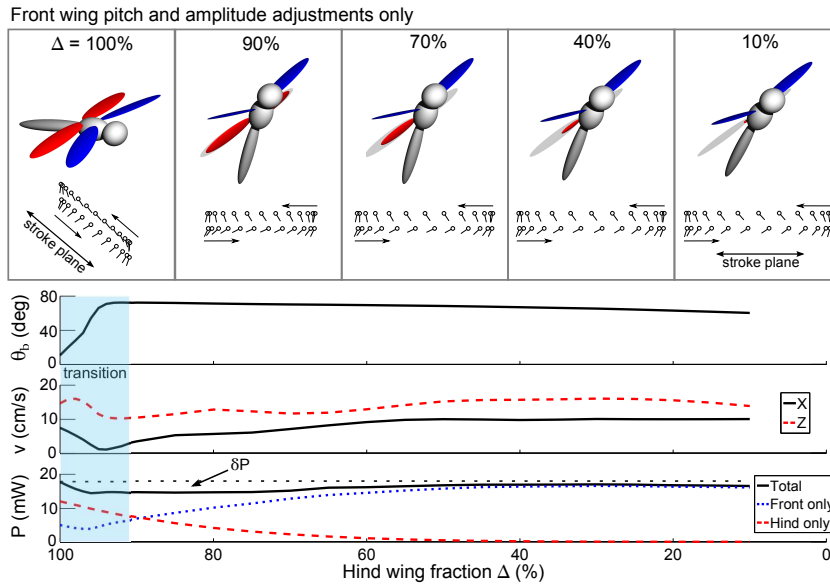 Front wing pitch and amplitude adjustments only
Δ = 100%
90%
70%
40%
10%
stroke plane
stroke plane
θb (deg)
80
40
0
transition
v (cm/s)
20
10
0
X
Z
P (mW)
20
10
0
δP
Total
Front only
Hind only
100
80
60
40
20
0
Hind wing fraction Δ (%)